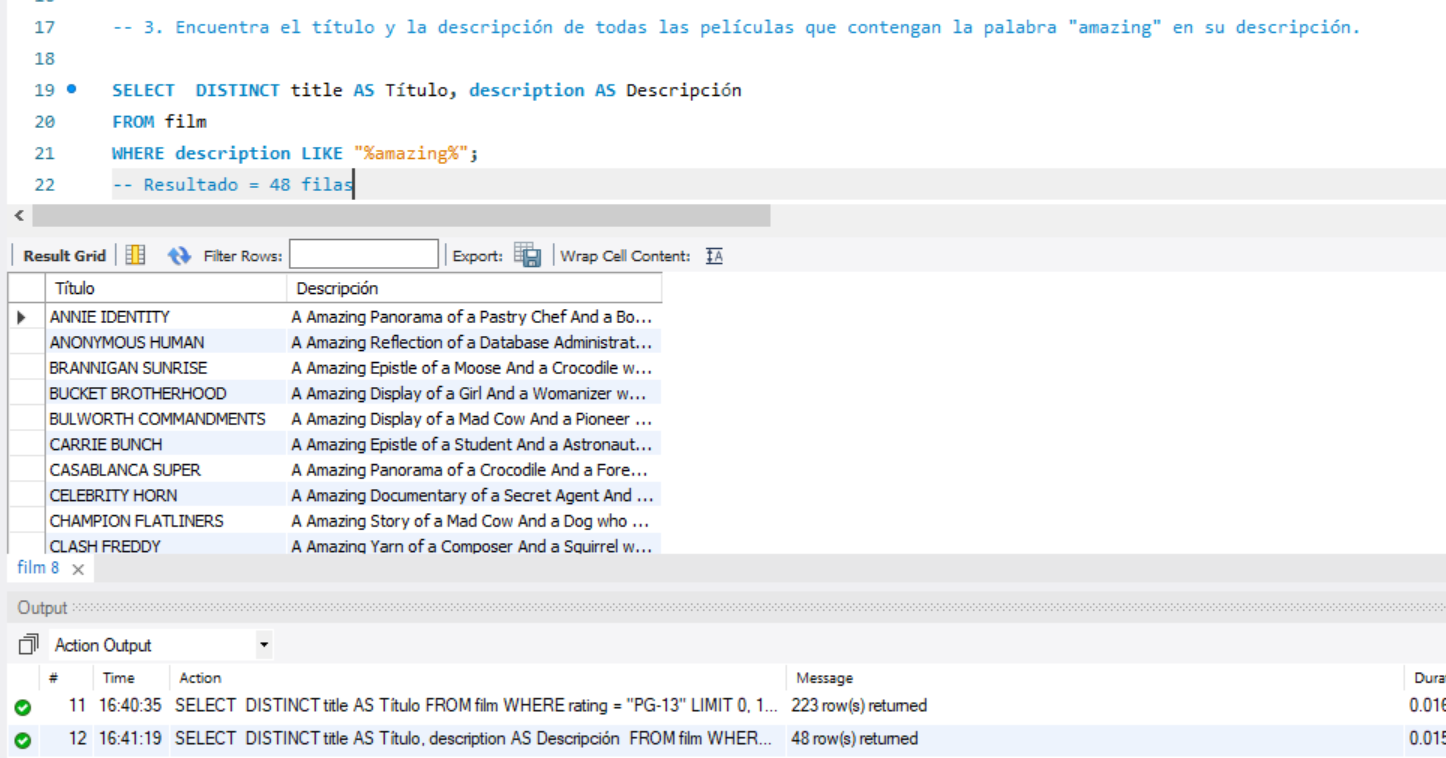 17 -- 3. Encuentra el título y la descripción de todas las películas que contengan la palabra "amazing" en su descripción.
18
19 SELECT  DISTINCT title AS Título, description AS Descripción
20 FROM film
21 WHERE description LIKE "%amazing%";
22 -- Resultado = 48 filas
Result Grid Filter Rows: Export: Wrap Cell Content:
Título Descripción
ANNIE IDENTITY A Amazing Panorama of a Pastry Chef And a Bo...
ANONYMOUS HUMAN A Amazing Reflection of a Database Administrat...
BRANNIGAN SUNRISE A Amazing Epistle of a Moose And a Crocodile w...
BUCKET BROTHERHOOD A Amazing Display of a Girl And a Womanizer w...
BULWORTH COMMANDMENTS A Amazing Display of a Mad Cow And a Pioneer ...
CARRIE BUNCH A Amazing Epistle of a Student And a Astronaut...
CASABLANCA SUPER A Amazing Panorama of a Crocodile And a Fore...
CELEBRITY HORN A Amazing Documentary of a Secret Agent And ...
CHAMPION FLATLINERS A Amazing Story of a Mad Cow And a Dog who ...
CLASH FREDDY A Amazing Yarn of a Composer And a Squirrel w...
film 8
Output
Action Output
# Time Action Message Dura
11 16:40:35 SELECT  DISTINCT title AS Título FROM film WHERE rating = "PG-13" LIMIT 0, 1... 223 row(s) returned 0.016
12 16:41:19 SELECT  DISTINCT title AS Título, description AS Descripción  FROM film WHER... 48 row(s) returned 0.015